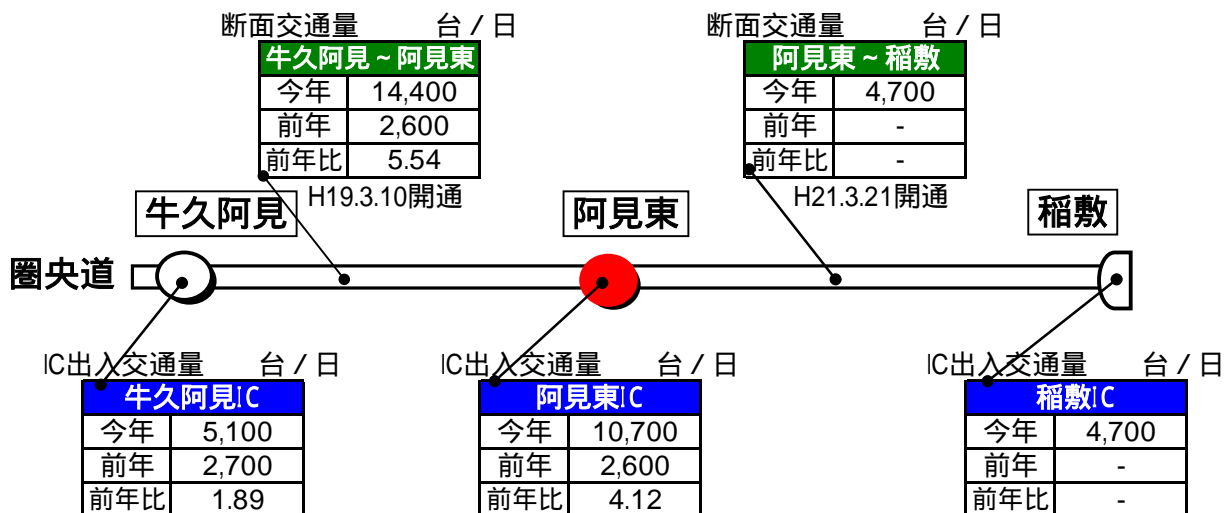 断面交通量 台 / 日
牛久阿見 ~ 阿見東
今年 14,400
前年 2,600
前年比 5.54
H19.3.10開通
断面交通量 台 / 日
阿見東 ~ 稲敷
今年 4,700
前年 -
前年比 -
H21.3.21開通
牛久阿見
阿見東
稲敷
圏央道
IC出入交通量 台 / 日
牛久阿見IC
今年 5,100
前年 2,700
前年比 1.89
IC出入交通量 台 / 日
阿見東IC
今年 10,700
前年 2,600
前年比 4.12
IC出入交通量 台 / 日
稲敷IC
今年 4,700
前年 -
前年比 -